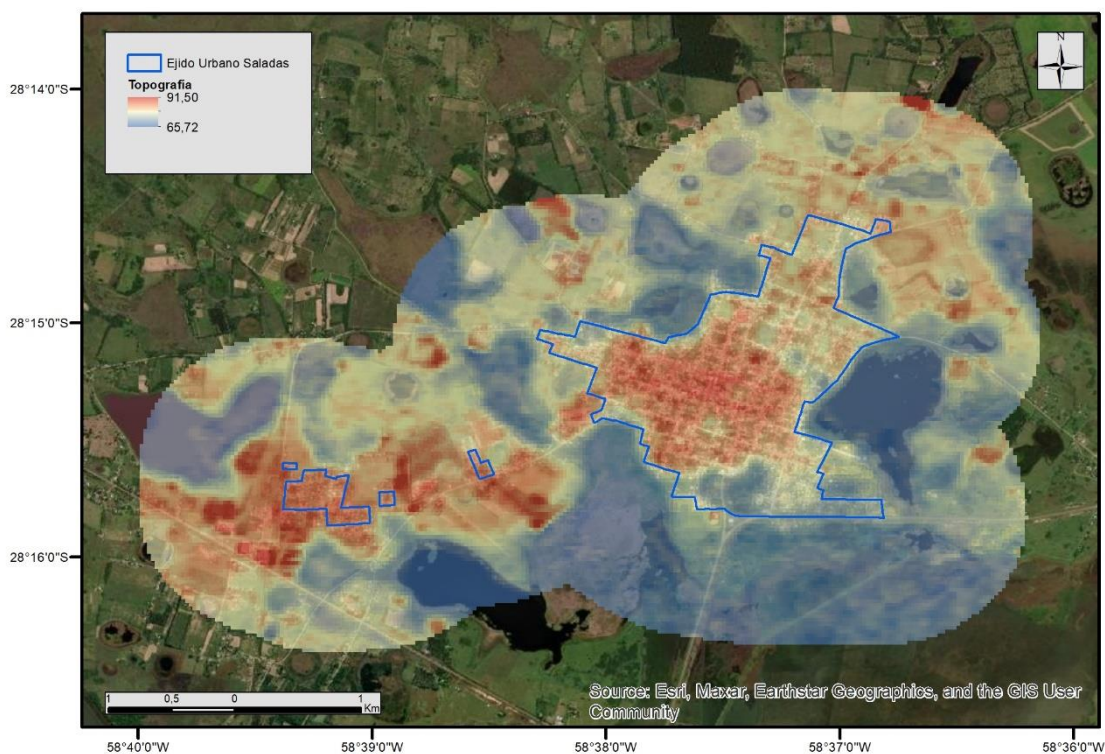 Ejido Urbano Saladas
Topografia
91,50
65,72
N
28°14'0"S
28°15'0"S
28°16'0"S
1 0,5 0 1
Km
Source: Esri, Maxar, Earthstar Geographics, and the GIS User
Community
58°40'0"W 58°39'0"W 58°38'0"W 58°37'0"W 58°36'0"W